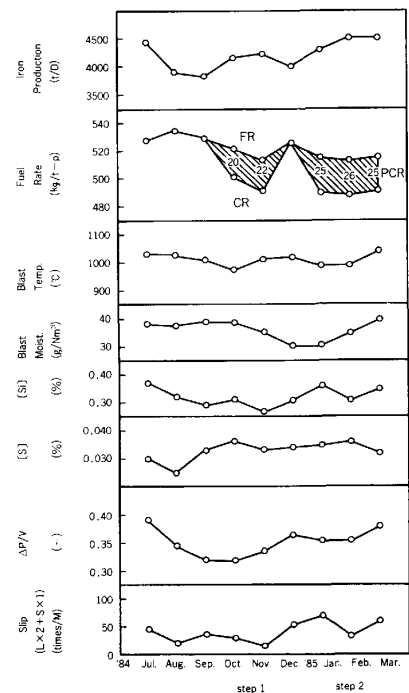 Iron
Production
(t/D)
4500
4000
3500
Fuel
Rate
(kg/t-p)
540
520
500
480
FR
20
22
25
26
25
PCR
CR
Blast
Temp.
(℃)
1100
1000
900
Blast
Moist.
(g/Nm³)
40
30
[Si]
(%)
0.40
0.30
[S]
(%)
0.040
0.030
ΔP/V
(-)
0.40
0.35
0.30
Slip
(L×2+S×1)
(times/M)
100
50
0
'84 Jul. Aug. Sep. Oct. Nov. Dec. '85 Jan. Feb. Mar.
step 1 step 2